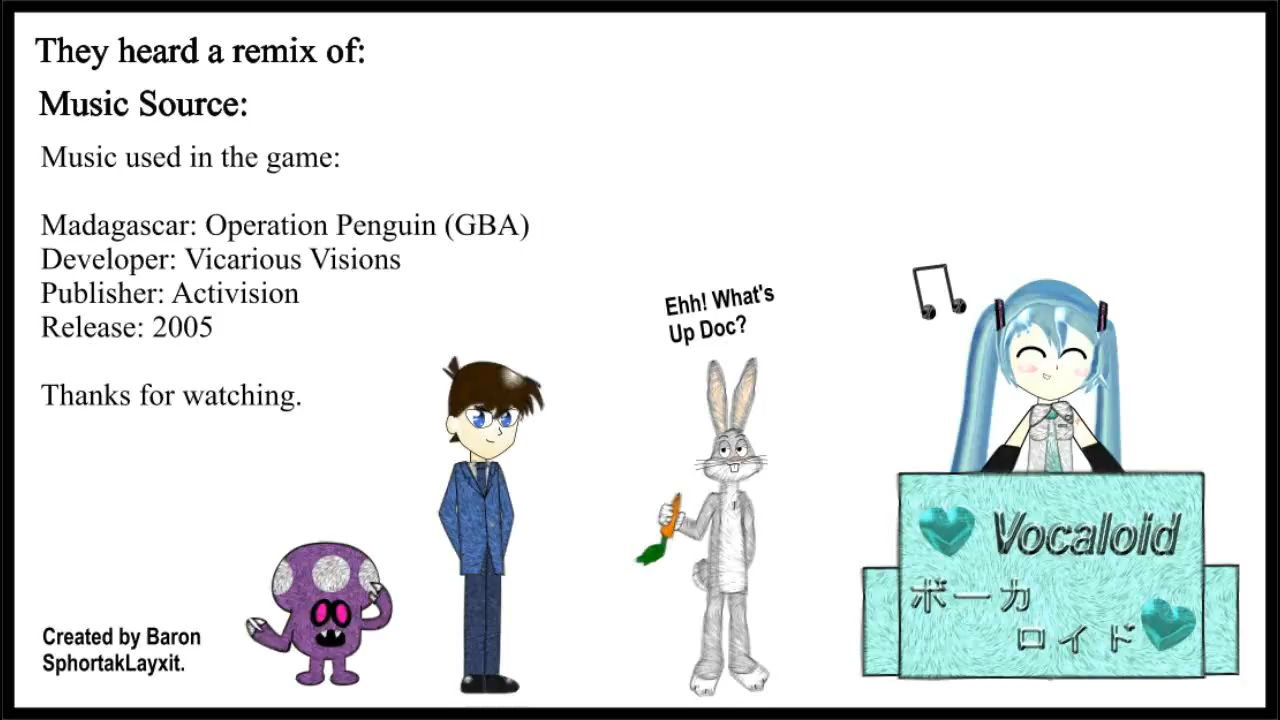 They heard a remix of:
Music Source:
Music used in the game:
Madagascar: Operation Penguin (GBA)
Developer: Vicarious Visions
Publisher: Activision
Release: 2005
Thanks for watching.
Ehh! What's
Up Doc?
Vocaloid
ボーカ
ロイド
Created by Baron
SphortakLayxit.